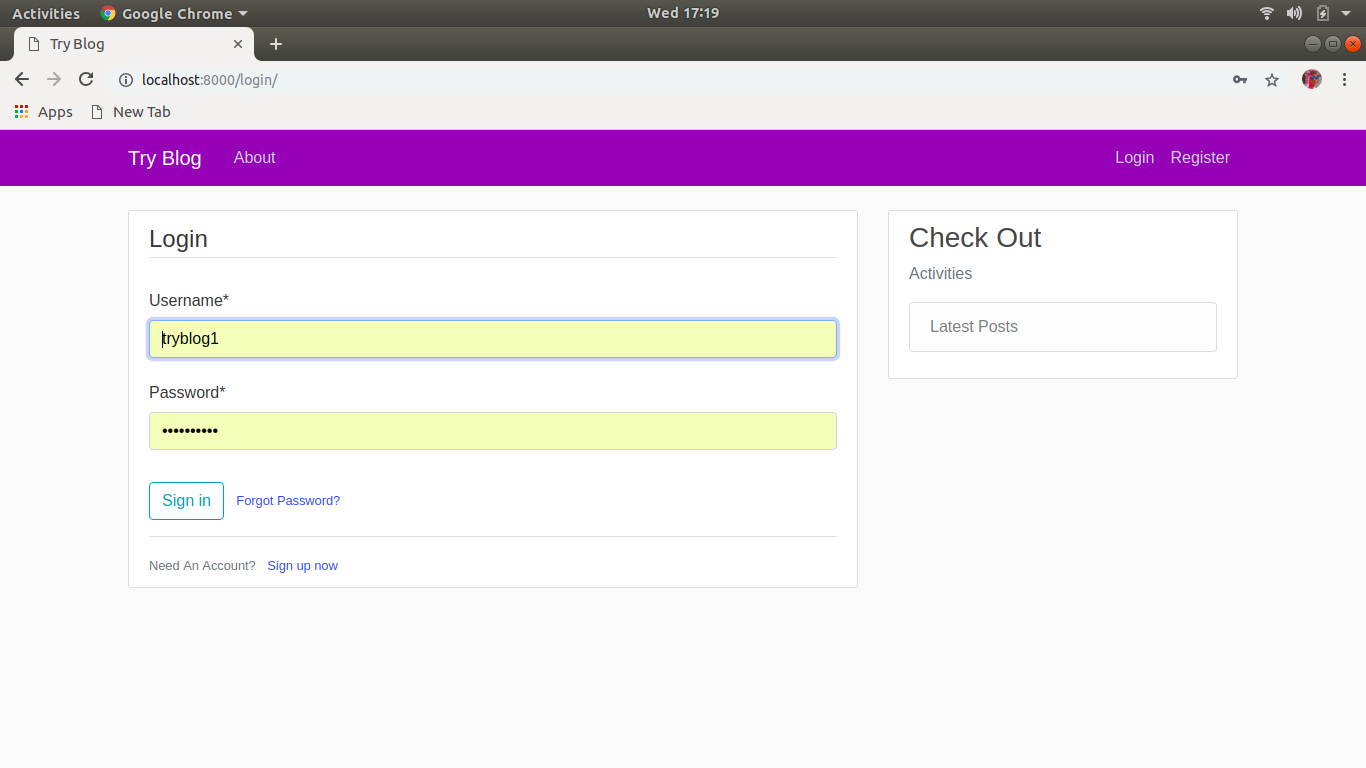 Activities Google Chrome Wed 17:19
Try Blog
localhost:8000/login/
Apps New Tab
Try Blog About Login Register
Login
Username*
tryblog1
Password*
••••••••••
Sign in Forgot Password?
Need An Account? Sign up now
Check Out
Activities
Latest Posts